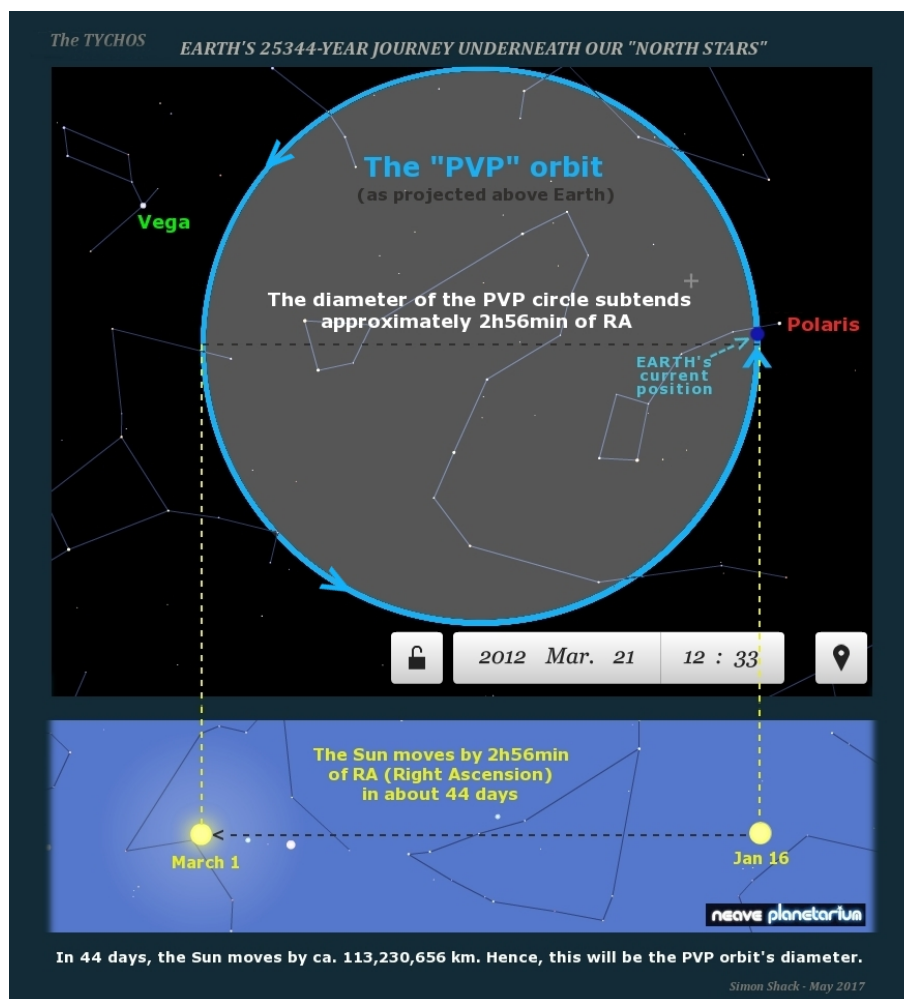 The TYCHOS
EARTH'S 25344-YEAR JOURNEY UNDERNEATH OUR "NORTH STARS"
The "PVP" orbit
(as projected above Earth)
Vega
The diameter of the PVP circle subtends
approximately 2h56min of RA
Polaris
EARTH's
current
position
2012 Mar. 21 12 : 33
The Sun moves by 2h56min
of RA (Right Ascension)
in about 44 days
March 1
Jan 16
neave planetarium
In 44 days, the Sun moves by ca. 113,230,656 km. Hence, this will be the PVP orbit's diameter.
Simon Shack - May 2017